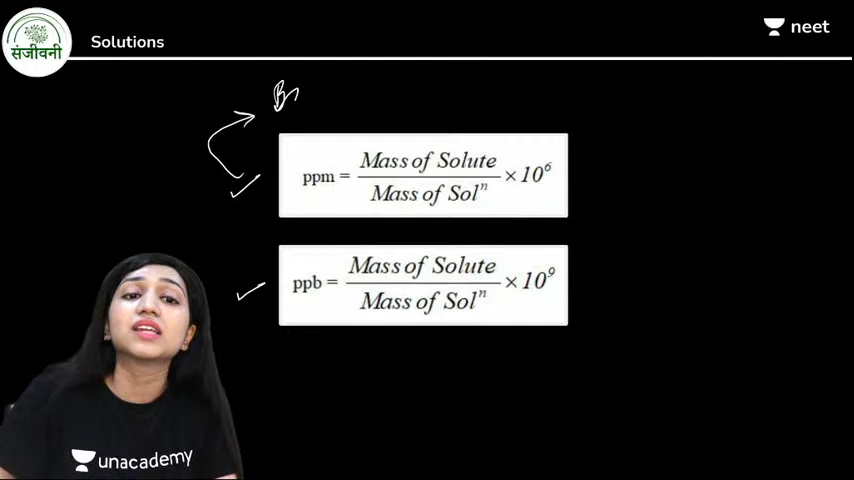 संजीवनी
Solutions
neet
ppm = Mass of Solute / Mass of Solⁿ × 10⁶
ppb = Mass of Solute / Mass of Solⁿ × 10⁹
unacademy